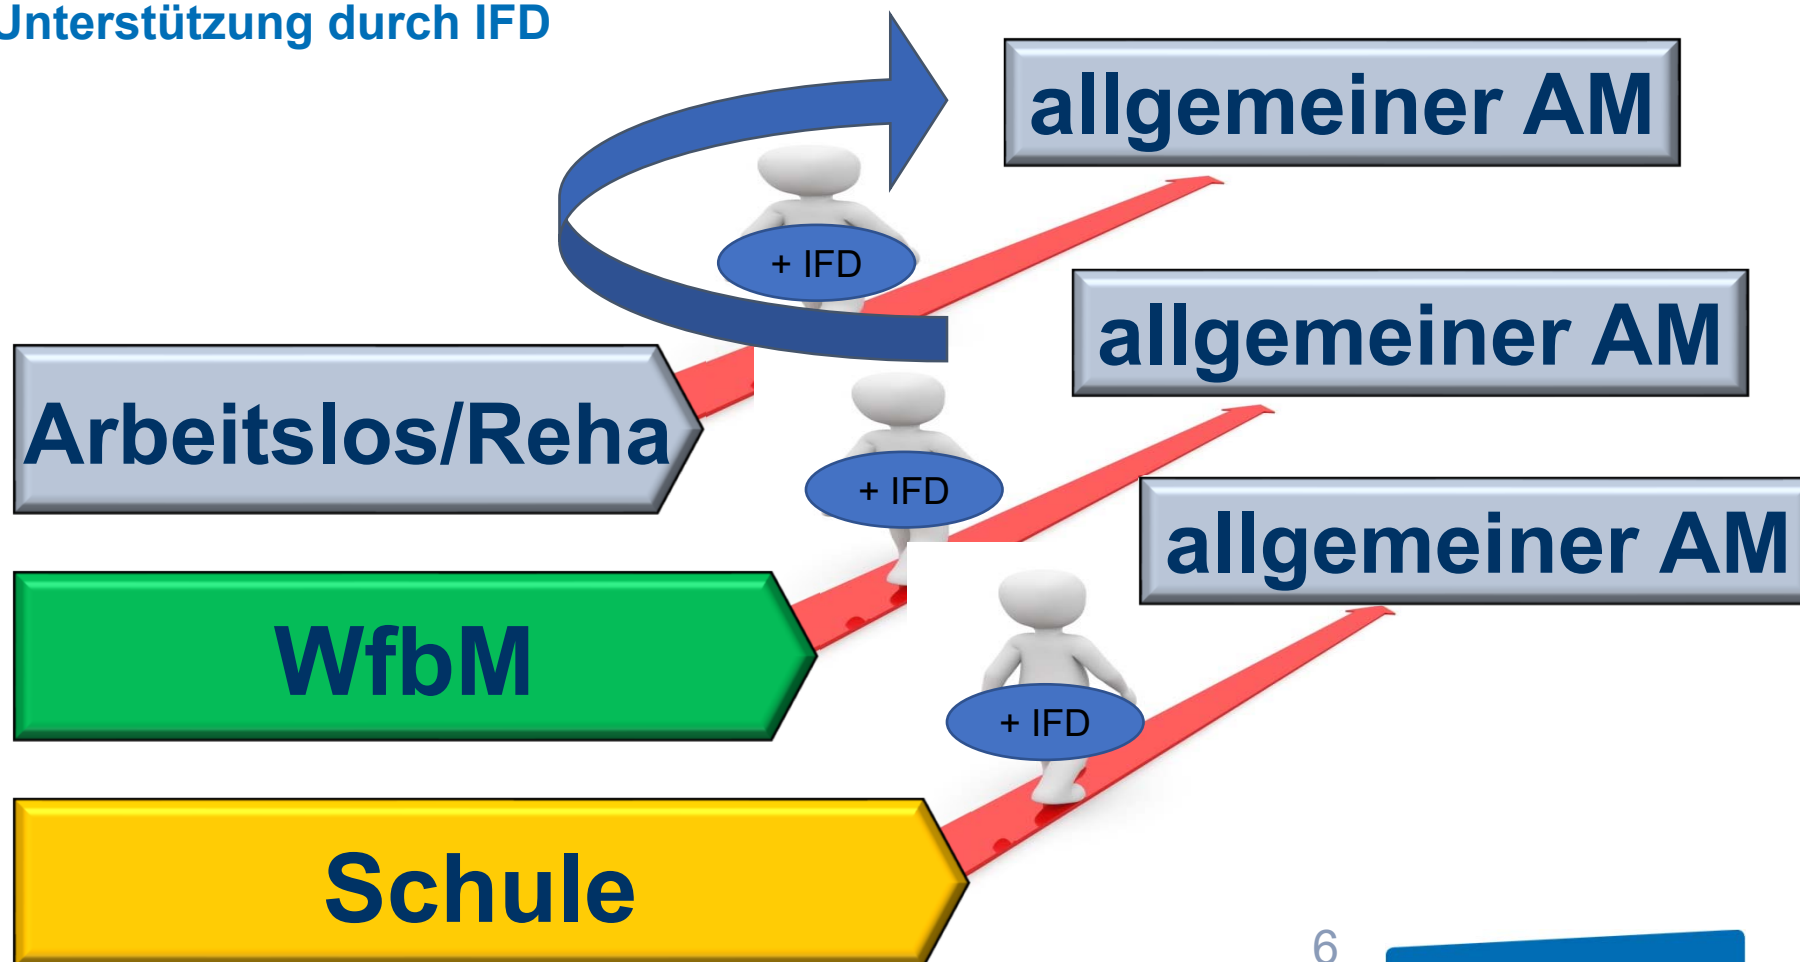 Unterstützung durch IFD
allgemeiner AM
+ IFD
allgemeiner AM
Arbeitslos/Reha
+ IFD
allgemeiner AM
WfbM
+ IFD
Schule
6